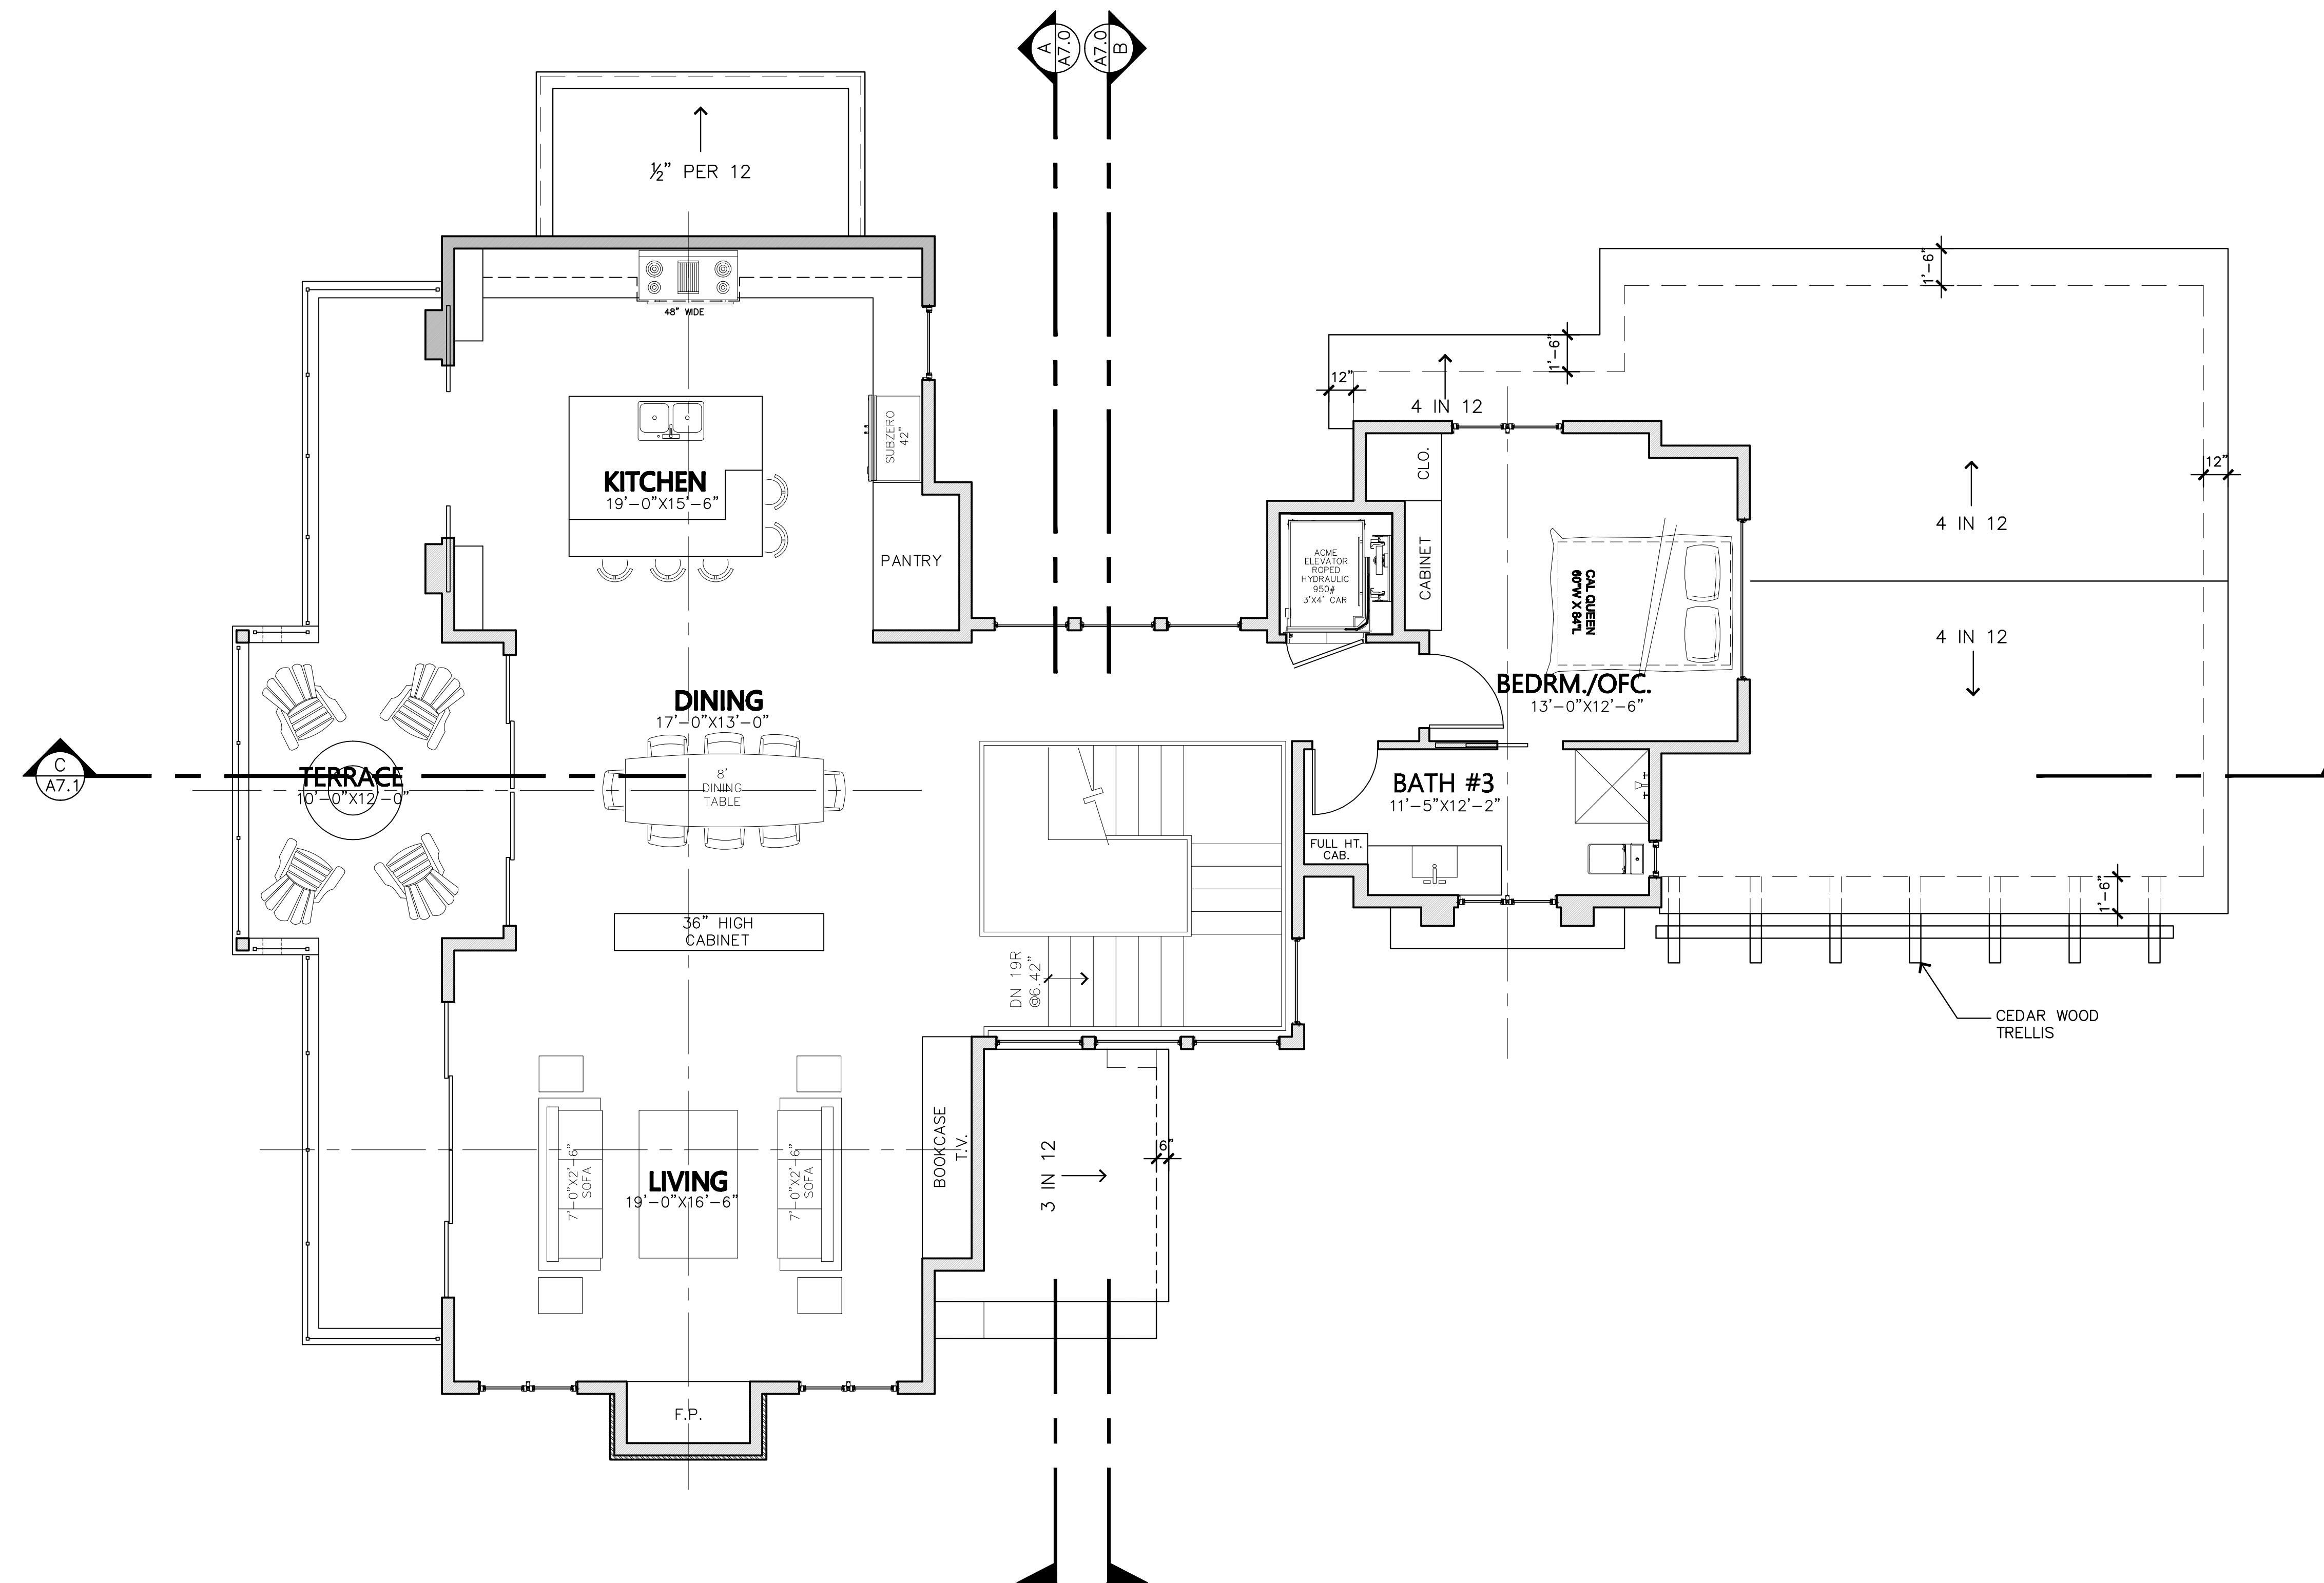 A
A7.0
A7.0
B
½" PER 12
48" WIDE
1'-6"
1'-6"
12"
4 IN 12
SUBZERO
42"
CLO.
12"
KITCHEN
19'-0"X15'-6"
4 IN 12
PANTRY
ACME
ELEVATOR
ROPED
HYDRAULIC
950#
3'X4' CAR
CABINET
CAL QUEEN
60"W X 84"L
4 IN 12
DINING
17'-0"X13'-0"
BEDRM./OFC.
13'-0"X12'-6"
C
A7.1
TERRACE
10'-0"X12'-0"
8'
DINING
TABLE
BATH #3
11'-5"X12'-2"
FULL HT.
CAB.
1'-6"
36" HIGH
CABINET
DN 19R
@6.42"
CEDAR WOOD
TRELLIS
BOOKCASE
T.V.
3 IN 12
6"
7'-0"X2'-6"
SOFA
LIVING
19'-0"X16'-6"
7'-0"X2'-6"
SOFA
F.P.